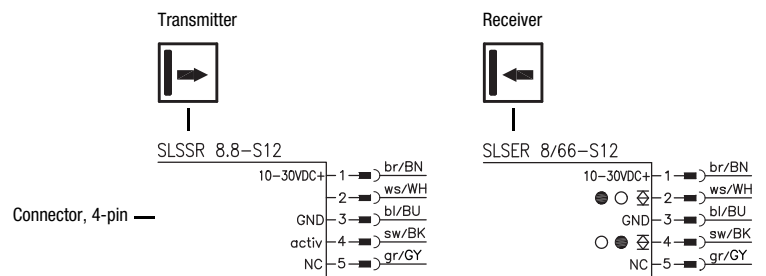 Transmitter
Receiver
SLSSR 8.8-S12
10-30VDC+ 1 br/BN
2 ws/WH
GND 3 bl/BU
activ 4 sw/BK
NC 5 gr/GY
Connector, 4-pin
SLSER 8/66-S12
10-30VDC+ 1 br/BN
2 ws/WH
GND 3 bl/BU
4 sw/BK
NC 5 gr/GY